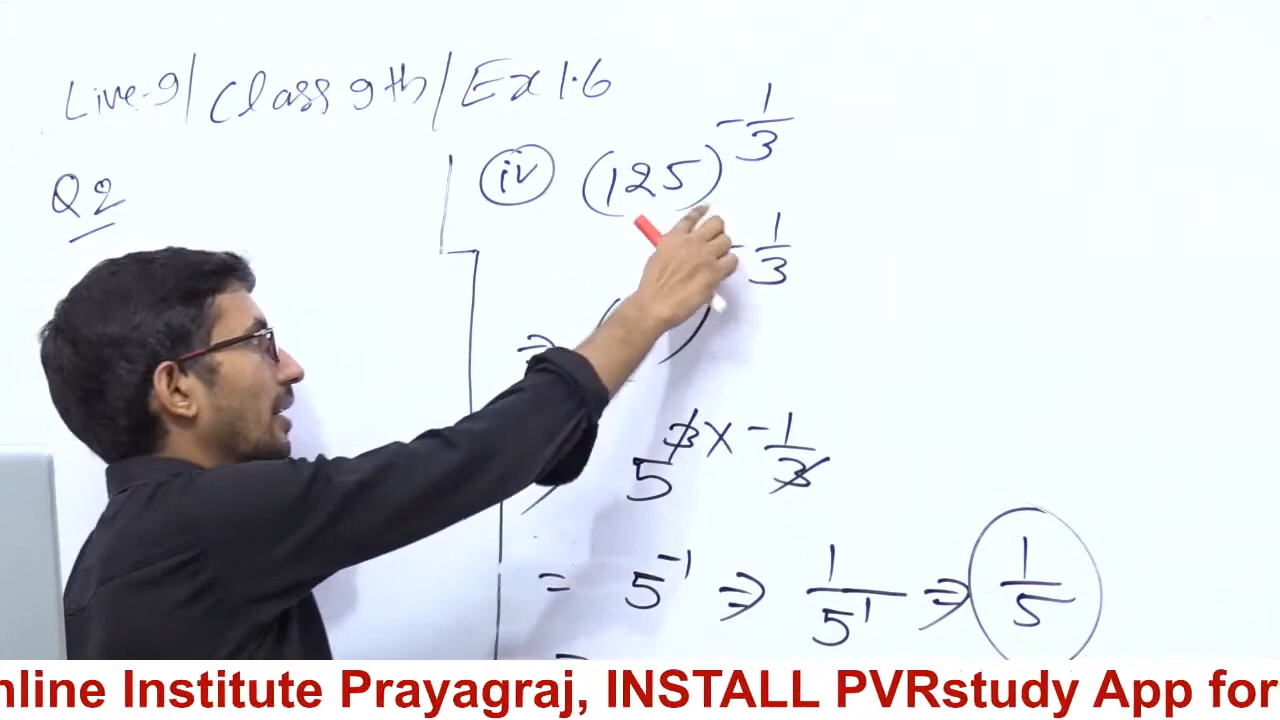 Live-9/Class 9th/Ex 1.6
Q2
(iv) (125)^-1/3
⇒ ( )^-1/3
5^3×-1/3
= 5^-1 ⇒ 1/5^1 ⇒ 1/5
nline Institute Prayagraj, INSTALL PVRstudy App for